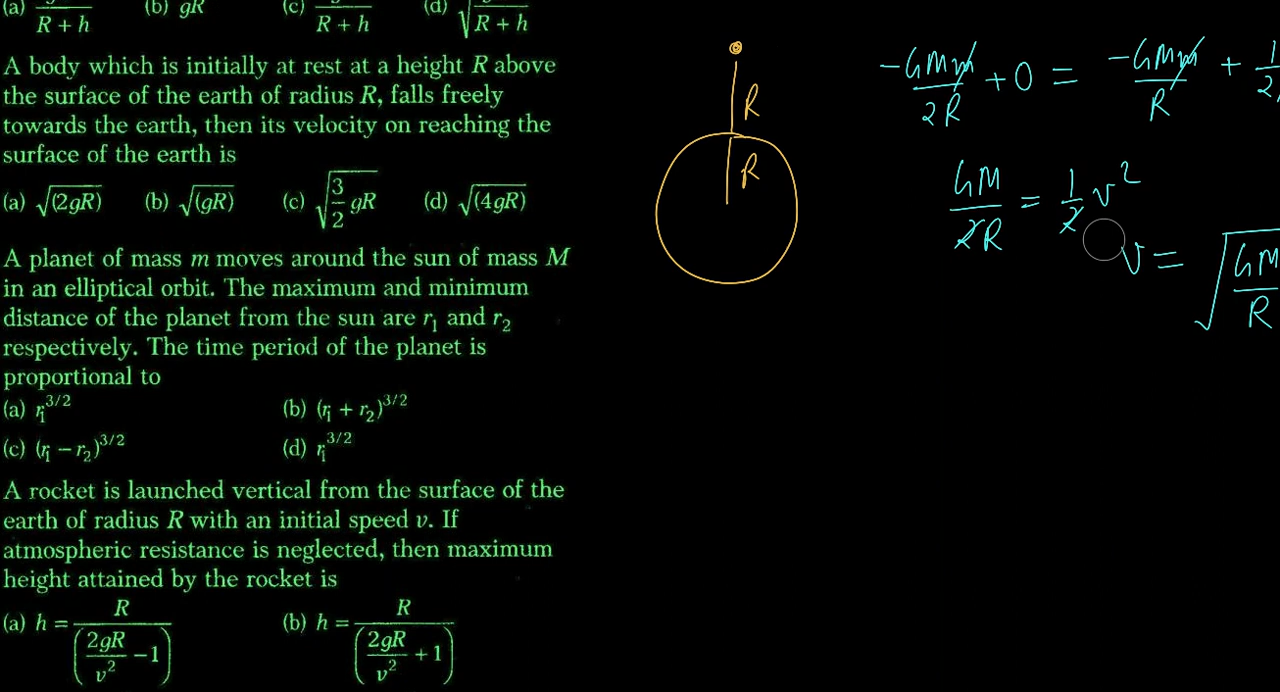 (a) R + h (b) gR (c) R + h (d) √ R + h
A body which is initially at rest at a height R above
the surface of the earth of radius R, falls freely
towards the earth, then its velocity on reaching the
surface of the earth is
(a) √(2gR) (b) √(gR) (c) √(3/2 gR) (d) √(4gR)
A planet of mass m moves around the sun of mass M
in an elliptical orbit. The maximum and minimum
distance of the planet from the sun are r₁ and r₂
respectively. The time period of the planet is
proportional to
(a) r₁^3/2 (b) (r₁ + r₂)^3/2
(c) (r₁ − r₂)^3/2 (d) r₁^3/2
A rocket is launched vertical from the surface of the
earth of radius R with an initial speed v. If
atmospheric resistance is neglected, then maximum
height attained by the rocket is
(a) h = R/(2gR/v² − 1) (b) h = R/(2gR/v² + 1)
R
R
−GMm/2R + 0 = −GMm/R + 1/2
GM/2R = 1/2 v²
v = √GM/R